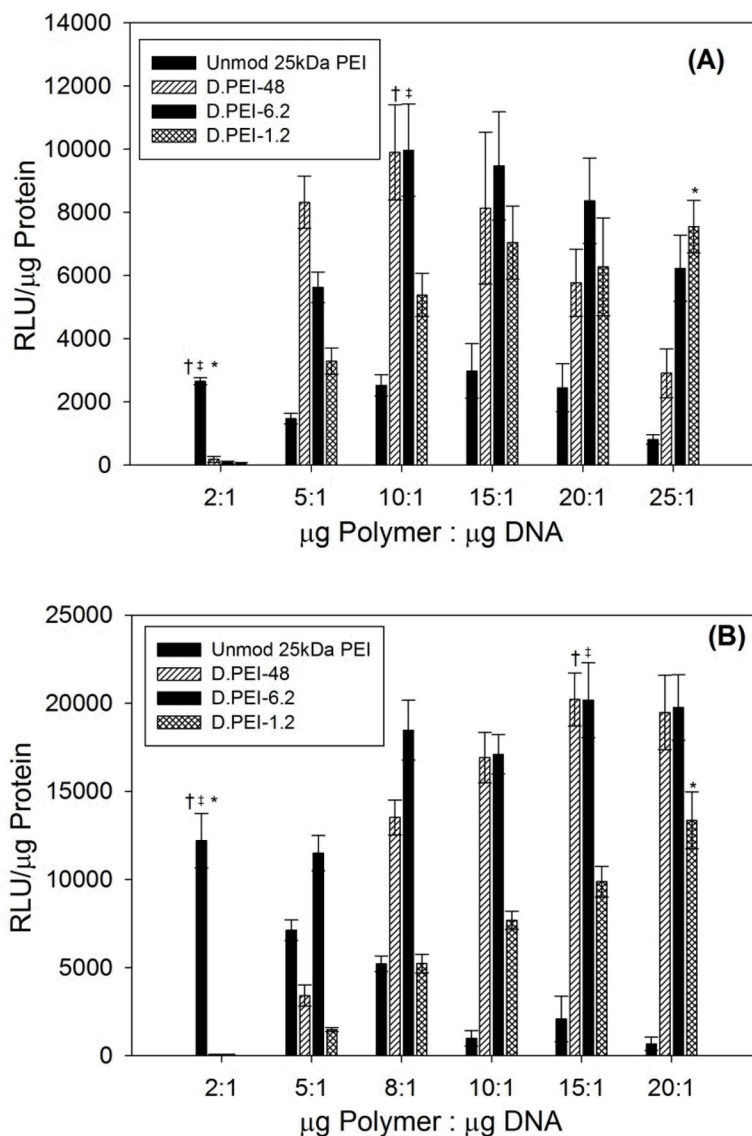 (A)
14000
12000
10000
8000
6000
4000
2000
0
RLU/μg Protein
Unmod 25kDa PEI
D.PEI-48
D.PEI-6.2
D.PEI-1.2
† ‡ *
† ‡
*
2:1 5:1 10:1 15:1 20:1 25:1
μg Polymer : μg DNA
(B)
25000
20000
15000
10000
5000
0
RLU/μg Protein
Unmod 25kDa PEI
D.PEI-48
D.PEI-6.2
D.PEI-1.2
† ‡ *
† ‡
*
2:1 5:1 8:1 10:1 15:1 20:1
μg Polymer : μg DNA